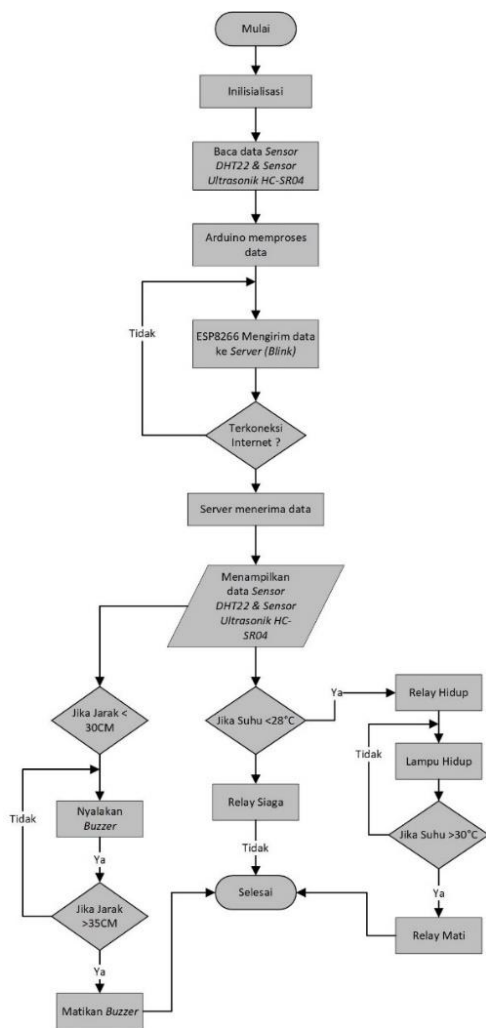 Mulai
Inilisialisasi
Baca data Sensor
DHT22 & Sensor
Ultrasonik HC-SR04
Arduino memproses
data
Tidak
ESP8266 Mengirim data
ke Server (Blink)
Terkoneksi
Internet ?
Server menerima data
Menampilkan
data Sensor
DHT22 & Sensor
Ultrasonik HC-
SR04
Jika Jarak <
30CM
Tidak
Nyalakan
Buzzer
Ya
Jika Jarak
>35CM
Ya
Matikan Buzzer
Jika Suhu <28°C
Ya
Relay Siaga
Tidak
Selesai
Relay Hidup
Tidak
Lampu Hidup
Jika Suhu >30°C
Ya
Relay Mati